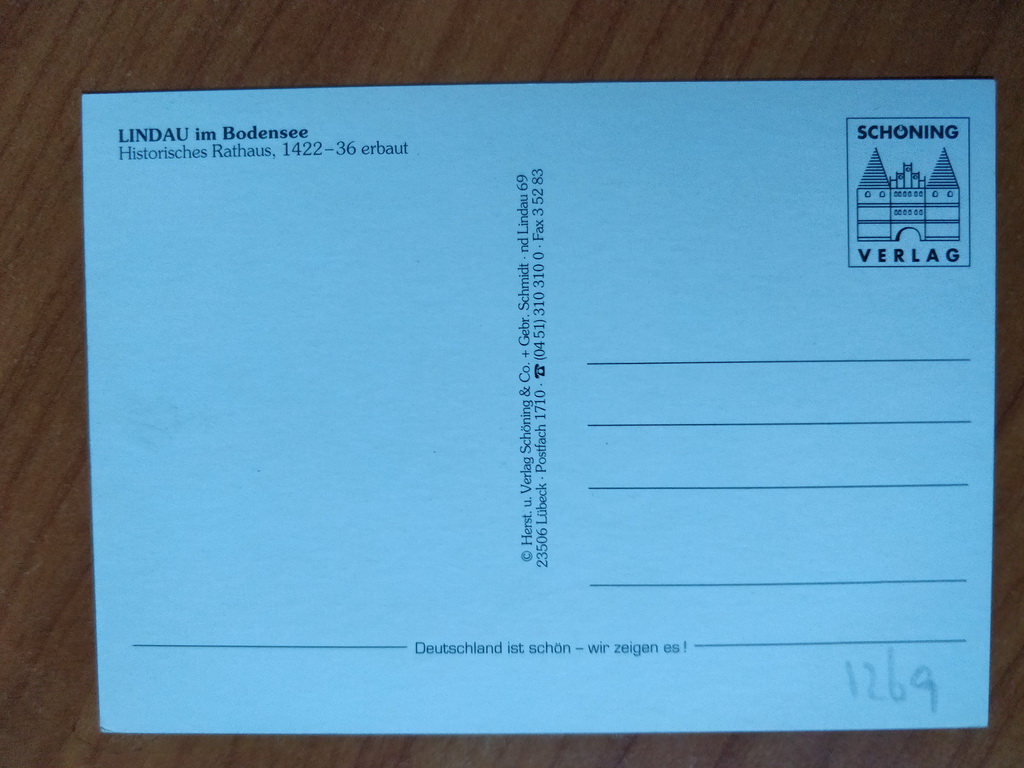 LINDAU im Bodensee
Historisches Rathaus, 1422–36 erbaut
SCHÖNING
VERLAG
© Herst. u. Verlag Schöning & Co. + Gebr. Schmidt · nd Lindau 69
23506 Lübeck · Postfach 1710 · ☎ (04 51) 310 310 0 · Fax 3 52 83
Deutschland ist schön – wir zeigen es!
1269